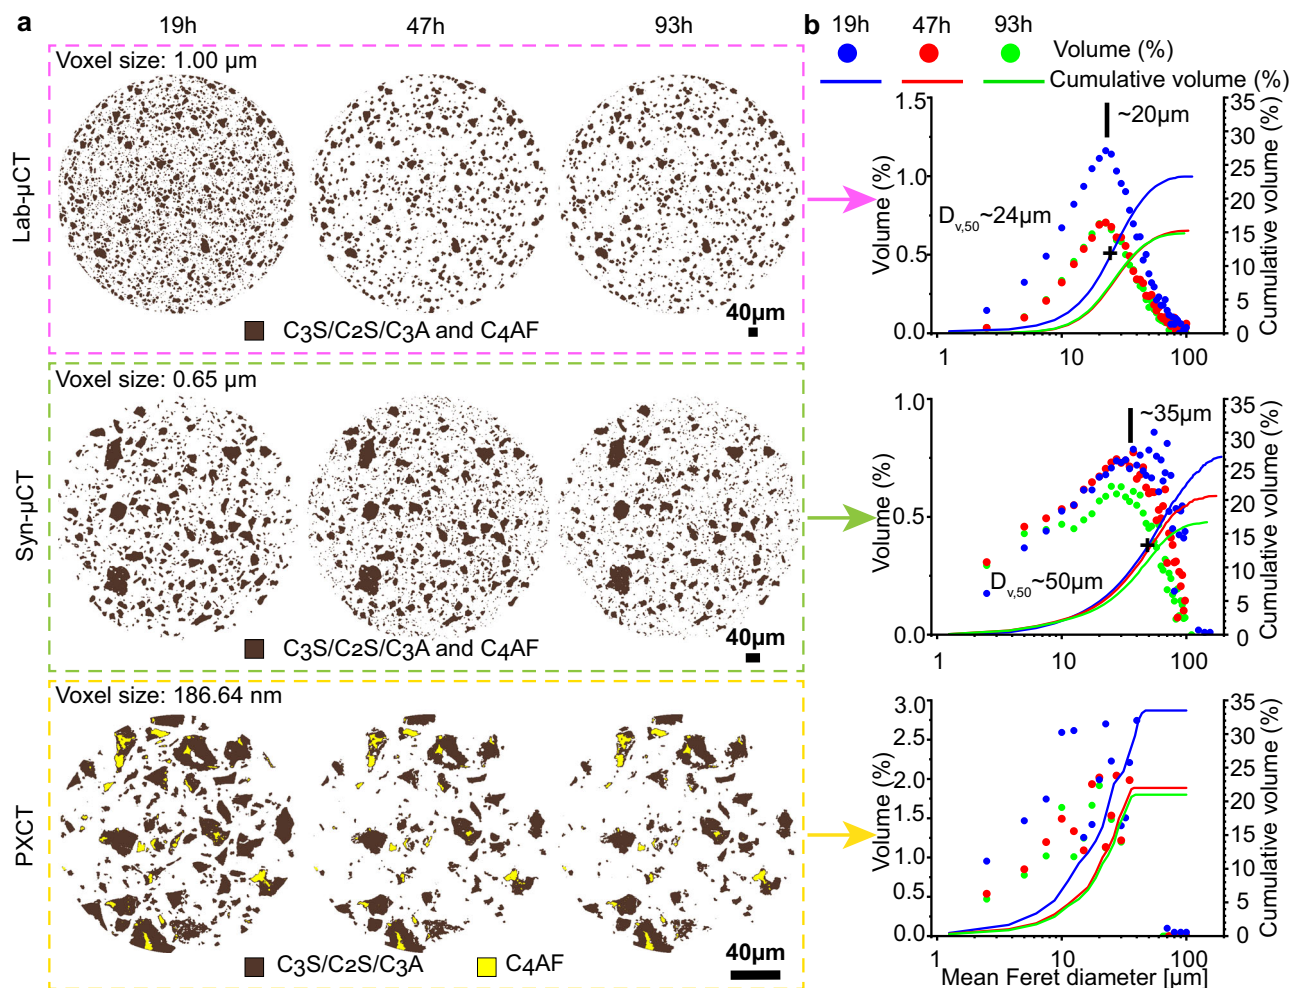 a 19h 47h 93h
Voxel size: 1.00 µm
Lab-µCT
C₃S/C2S/C₃A and C₄AF
40µm
Voxel size: 0.65 µm
Syn-µCT
C₃S/C2S/C₃A and C₄AF
40µm
Voxel size: 186.64 nm
PXCT
C₃S/C2S/C₃A
C₄AF
40µm
b 19h 47h 93h
Volume (%)
Cumulative volume (%)
1.5
1.0
0.5
0.0
Volume (%)
35
30
25
20
15
10
5
0
Cumulative volume (%)
~20µm
Dv,50~24µm
1 10 100
1.0
0.5
0.0
Volume (%)
35
30
25
20
15
10
5
0
Cumulative volume (%)
~35µm
Dv,50~50µm
1 10 100
3.0
2.5
2.0
1.5
1.0
0.5
0.0
Volume (%)
35
30
25
20
15
10
5
0
Cumulative volume (%)
1 10 100
Mean Feret diameter [µm]